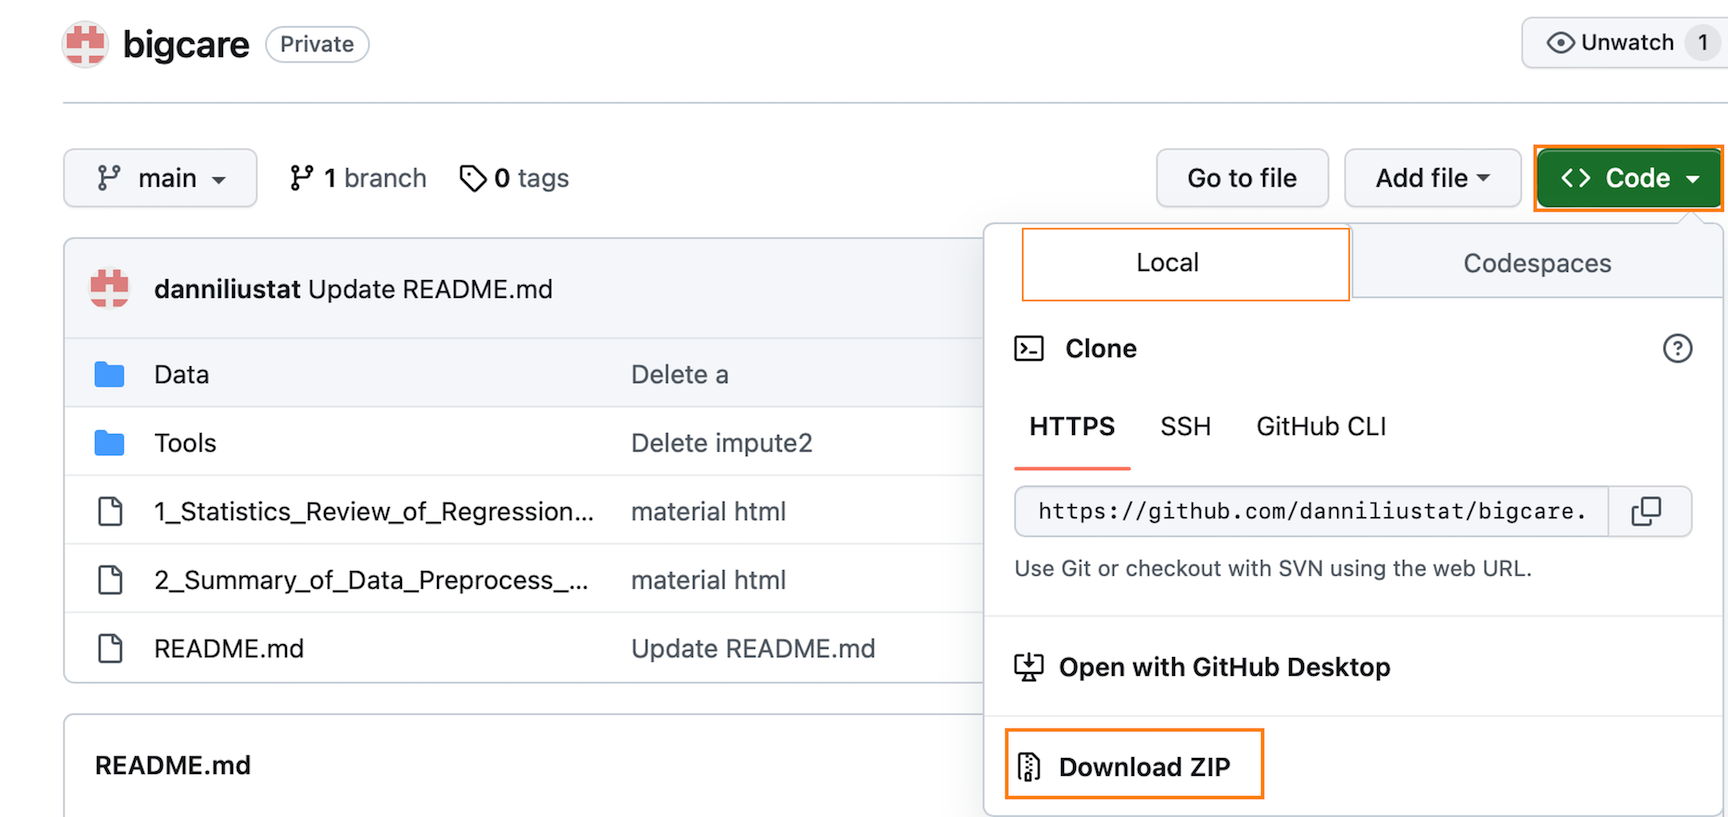 bigcare Private
Unwatch 1
main 1 branch 0 tags
Go to file Add file <> Code
danniliustat Update README.md
Data Delete a
Tools Delete impute2
1_Statistics_Review_of_Regression... material html
2_Summary_of_Data_Preprocess_... material html
README.md Update README.md
README.md
Local Codespaces
Clone
HTTPS SSH GitHub CLI
https://github.com/danniliustat/bigcare.
Use Git or checkout with SVN using the web URL.
Open with GitHub Desktop
Download ZIP